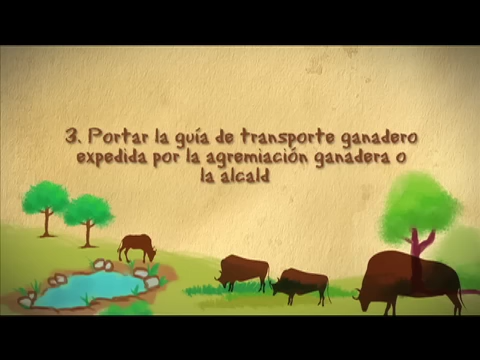 3. Portar la guía de transporte ganadero
expedida por la agremiación ganadera o
la alcald